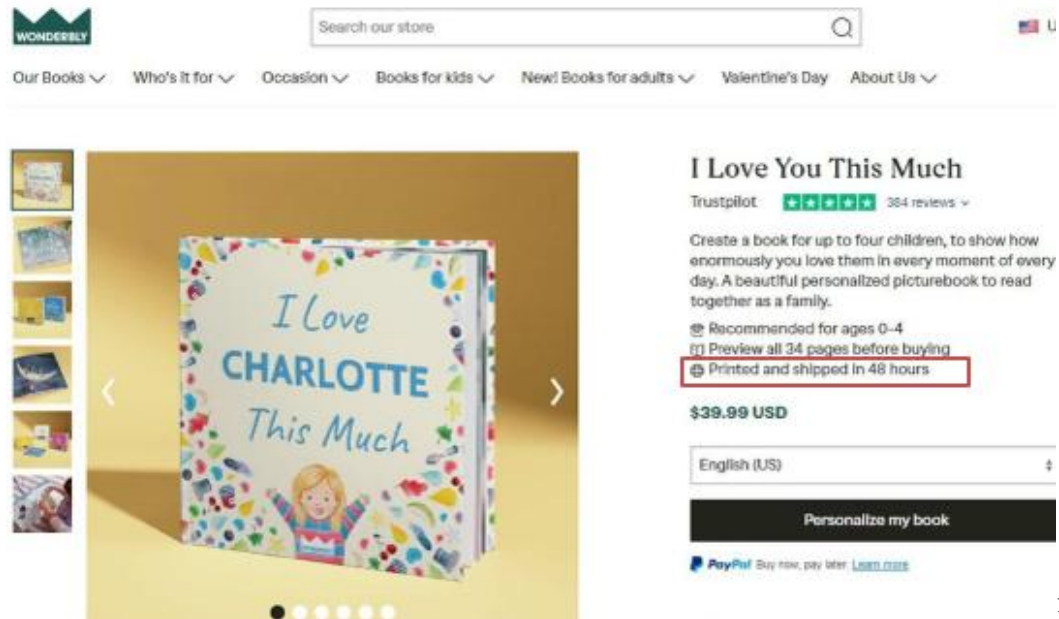 WONDERBLY
Search our store
U
Our Books Who's it for Occasion Books for kids New! Books for adults Valentine's Day About Us
I Love You This Much
Trustpilot 384 reviews
Create a book for up to four children, to show how
enormously you love them in every moment of every
day. A beautiful personalized picturebook to read
together as a family.
Recommended for ages 0-4
Preview all 34 pages before buying
Printed and shipped in 48 hours
$39.99 USD
English (US)
Personalize my book
PayPal Buy now, pay later. Learn more
I Love
CHARLOTTE
This Much